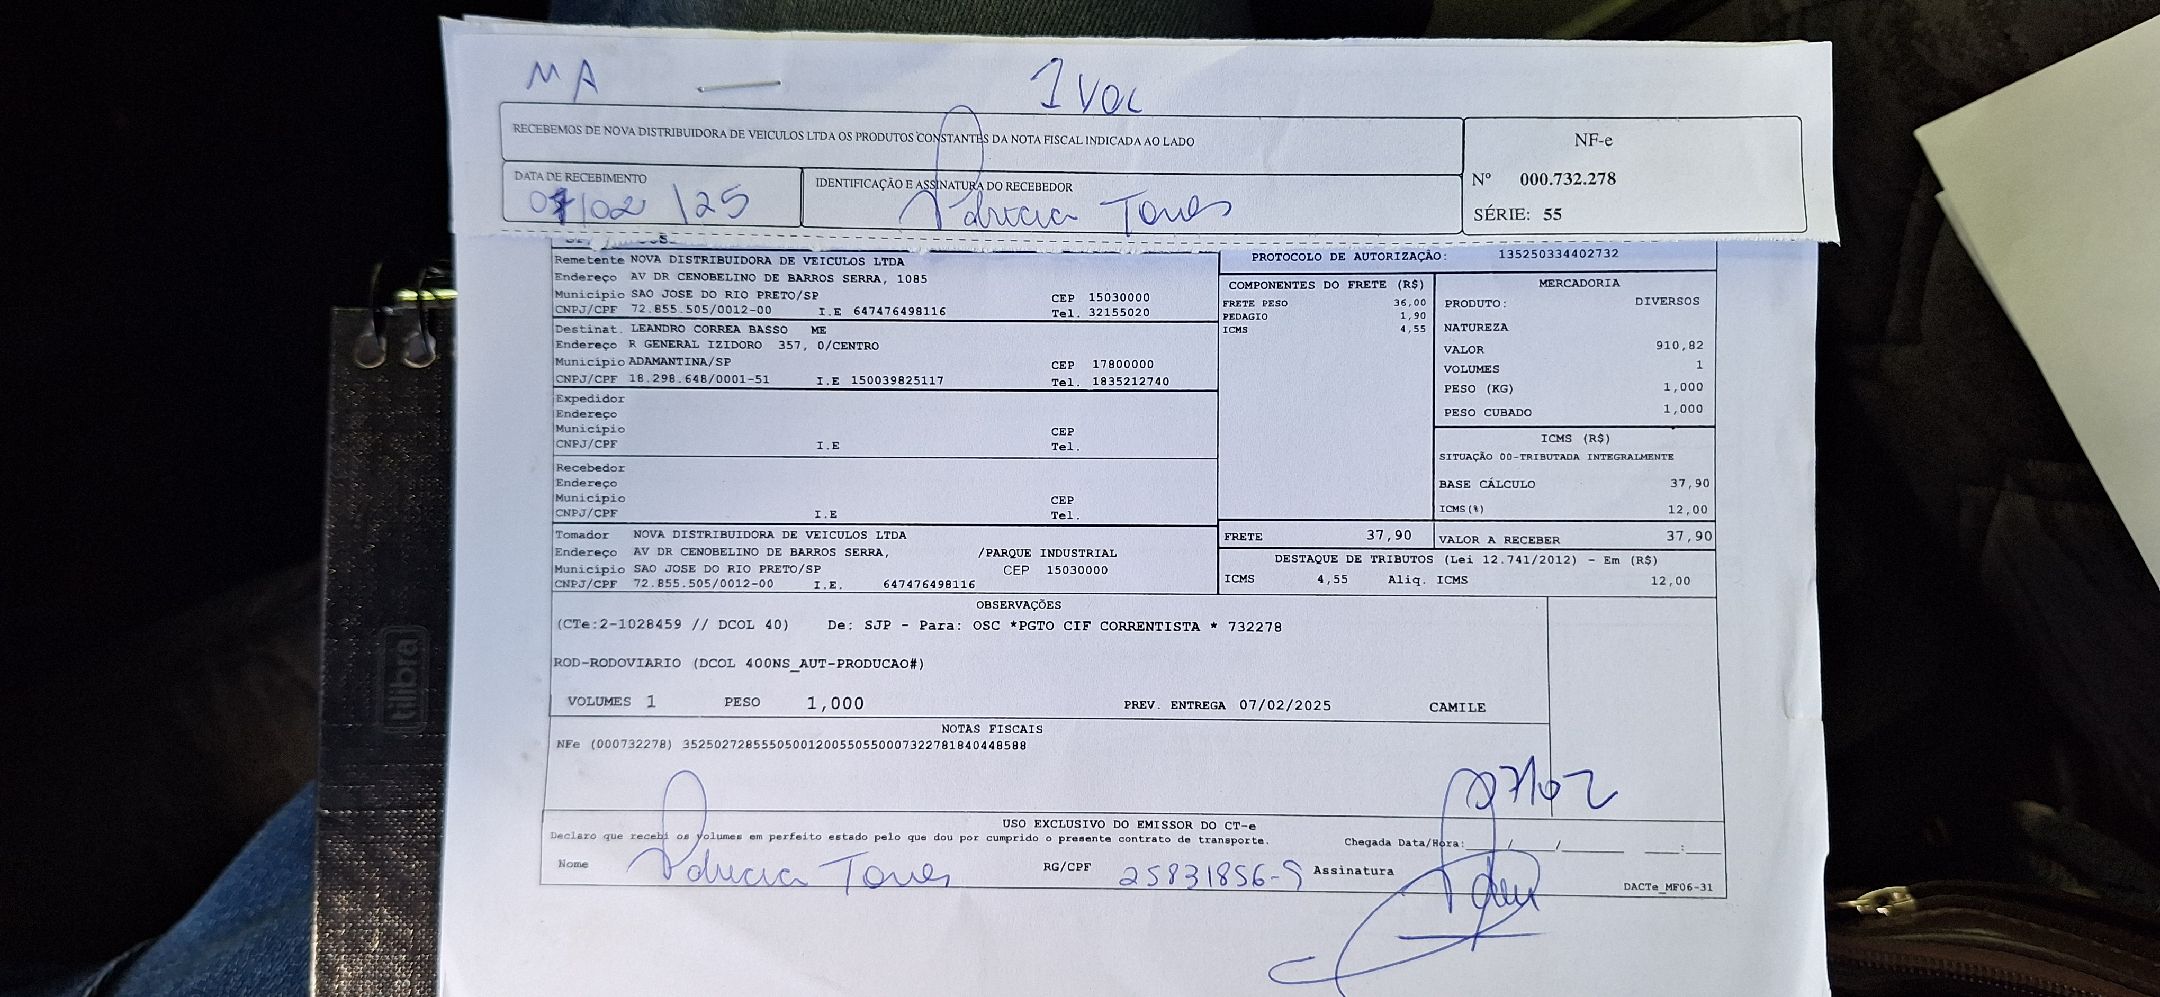 MA 1 VOL
RECEBEMOS DE NOVA DISTRIBUIDORA DE VEICULOS LTDA OS PRODUTOS CONSTANTES DA NOTA FISCAL INDICADA AO LADO
NF-e
Nº 000.732.278
SÉRIE: 55
DATA DE RECEBIMENTO
07/02/25
IDENTIFICAÇÃO E ASSINATURA DO RECEBEDOR
Torres
PROTOCOLO DE AUTORIZAÇÃO: 135250334402732
Remetente NOVA DISTRIBUIDORA DE VEICULOS LTDA
Endereço AV DR CENOBELINO DE BARROS SERRA, 1085
Município SAO JOSE DO RIO PRETO/SP CEP 15030000
CNPJ/CPF 72.855.505/0012-00 I.E 647476498116 Tel. 32155020
Destinat. LEANDRO CORREA BASSO ME
Endereço R GENERAL IZIDORO 357, 0/CENTRO
Município ADAMANTINA/SP CEP 17800000
CNPJ/CPF 18.298.648/0001-51 I.E 150039825117 Tel. 1835212740
Expedidor
Endereço
Município CEP
CNPJ/CPF I.E Tel.
Recebedor
Endereço
Município CEP
CNPJ/CPF I.E Tel.
Tomador NOVA DISTRIBUIDORA DE VEICULOS LTDA
Endereço AV DR CENOBELINO DE BARROS SERRA, /PARQUE INDUSTRIAL
Município SAO JOSE DO RIO PRETO/SP CEP 15030000
CNPJ/CPF 72.855.505/0012-00 I.E. 647476498116
COMPONENTES DO FRETE (R$)
FRETE PESO 36,00
PEDAGIO 1,90
ICMS 4,55
MERCADORIA
PRODUTO: DIVERSOS
NATUREZA
VALOR 910,82
VOLUMES 1
PESO (KG) 1,000
PESO CUBADO 1,000
ICMS (R$)
SITUAÇÃO 00-TRIBUTADA INTEGRALMENTE
BASE CÁLCULO 37,90
ICMS(%) 12,00
FRETE 37,90 VALOR A RECEBER 37,90
DESTAQUE DE TRIBUTOS (Lei 12.741/2012) - Em (R$)
ICMS 4,55 Aliq. ICMS 12,00
OBSERVAÇÕES
(CTe:2-1028459 // DCOL 40) De: SJP - Para: OSC *PGTO CIF CORRENTISTA * 732278
ROD-RODOVIARIO (DCOL 400NS_AUT-PRODUCAO#)
VOLUMES 1 PESO 1,000 PREV. ENTREGA 07/02/2025 CAMILE
NOTAS FISCAIS
NFe (000732278) 35250272855505001200550550007322781840448588
07/02
USO EXCLUSIVO DO EMISSOR DO CT-e
Declaro que recebi os volumes em perfeito estado pelo que dou por cumprido o presente contrato de transporte. Chegada Data/Hora:____/____/______ ____:____
Nome Torres RG/CPF 25831856-9 Assinatura
DACTe_MF06-31
tilibra